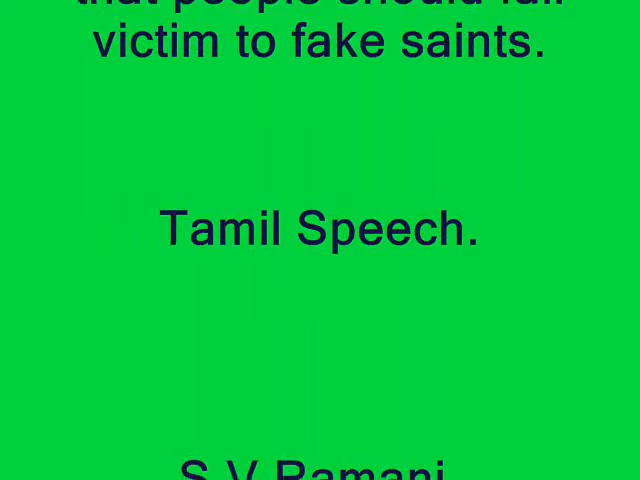 that people should fall
victim to fake saints.
Tamil Speech.
S.V.Ramani